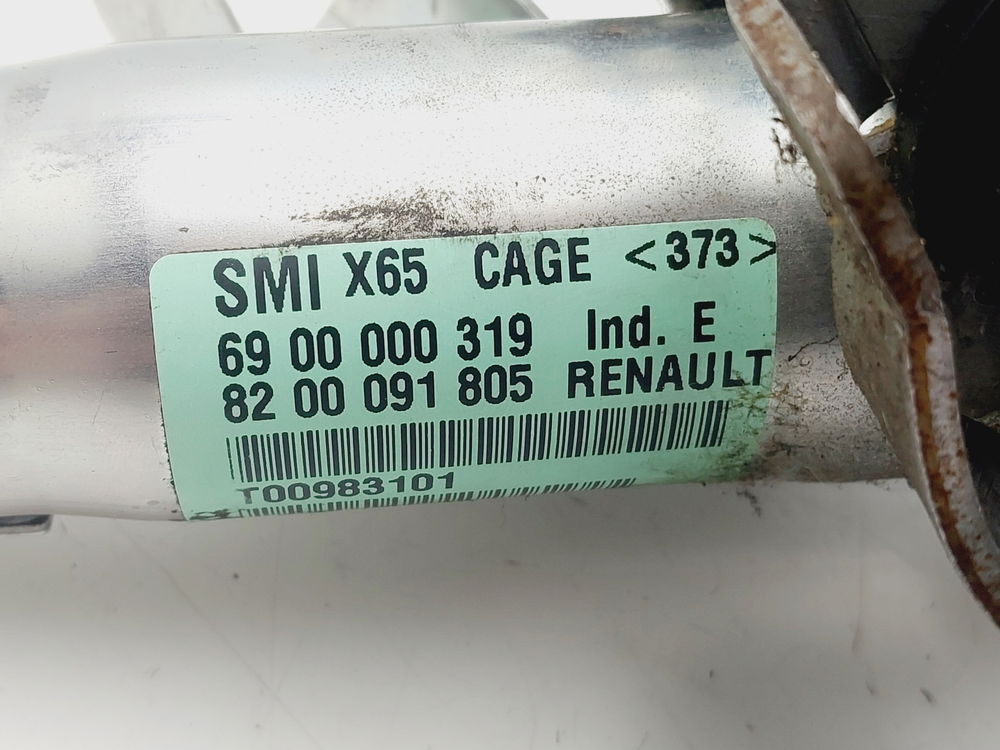 SMI X65 CAGE <373>
69 00 000 319 Ind. E
82 00 091 805 RENAULT
T00983101